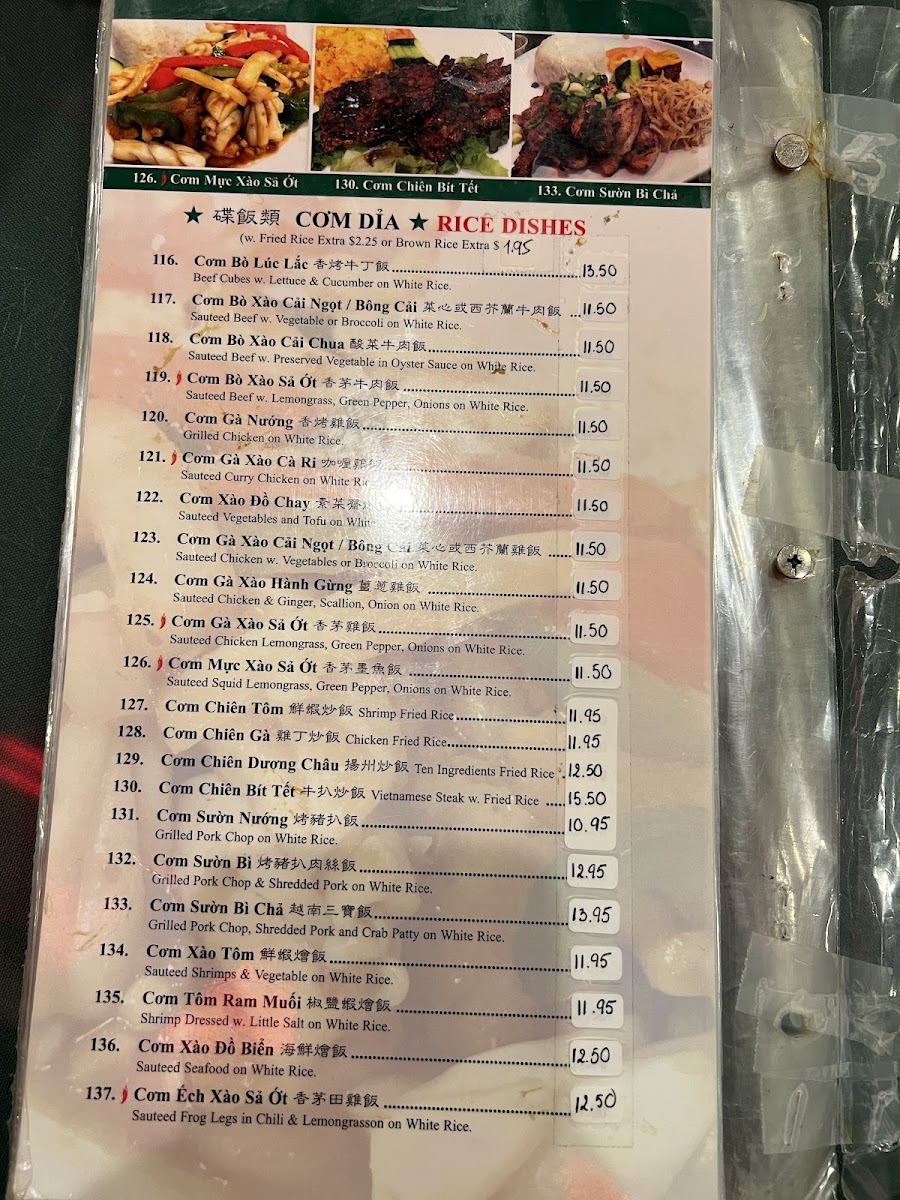 126. Cơm Mực Xào Sả Ớt
130. Cơm Chiên Bít Tết
133. Cơm Sườn Bì Chả
★ 碟飯類 CƠM DỈA ★ RICE DISHES
(w. Fried Rice Extra $2.25 or Brown Rice Extra $ 1.95
116. Cơm Bò Lúc Lắc 香烤牛丁飯 13.50
Beef Cubes w. Lettuce & Cucumber on White Rice.
117. Cơm Bò Xào Cải Ngọt / Bông Cải 菜心或西芥蘭牛肉飯 11.50
Sauteed Beef w. Vegetable or Broccoli on White Rice.
118. Cơm Bò Xào Cải Chua 酸菜牛肉飯 11.50
Sauteed Beef w. Preserved Vegetable in Oyster Sauce on White Rice.
119. Cơm Bò Xào Sả Ớt 香茅牛肉飯 11.50
Sauteed Beef w. Lemongrass, Green Pepper, Onions on White Rice.
120. Cơm Gà Nướng 香烤雞飯 11.50
Grilled Chicken on White Rice.
121. Cơm Gà Xào Cà Ri 咖喱雞 11.50
Sauteed Curry Chicken on White
122. Cơm Xào Đồ Chay 素菜齋 11.50
Sauteed Vegetables and Tofu on White
123. Cơm Gà Xào Cải Ngọt / Bông Cải 菜心或西芥蘭雞飯 11.50
Sauteed Chicken w. Vegetables or Broccoli on White Rice.
124. Cơm Gà Xào Hành Gừng 薑蔥雞飯 11.50
Sauteed Chicken & Ginger, Scallion, Onion on White Rice.
125. Cơm Gà Xào Sả Ớt 香茅雞飯 11.50
Sauteed Chicken Lemongrass, Green Pepper, Onions on White Rice.
126. Cơm Mực Xào Sả Ớt 香茅墨魚飯 11.50
Sauteed Squid Lemongrass, Green Pepper, Onions on White Rice.
127. Cơm Chiên Tôm 鮮蝦炒飯 Shrimp Fried Rice 11.95
128. Cơm Chiên Gà 雞丁炒飯 Chicken Fried Rice 11.95
129. Cơm Chiên Dượng Châu 揚州炒飯 Ten Ingredients Fried Rice 12.50
130. Cơm Chiên Bít Tết 牛扒炒飯 Vietnamese Steak w. Fried Rice 15.50
131. Cơm Sườn Nướng 烤豬扒飯 10.95
Grilled Pork Chop on White Rice.
132. Cơm Sườn Bì 烤豬扒肉絲飯 12.95
Grilled Pork Chop & Shredded Pork on White Rice.
133. Cơm Sườn Bì Chả 越南三寶飯 13.95
Grilled Pork Chop, Shredded Pork and Crab Patty on White Rice.
134. Cơm Xào Tôm 鮮蝦燴飯 11.95
Sauteed Shrimps & Vegetable on White Rice.
135. Cơm Tôm Ram Muối 椒鹽蝦燴飯 11.95
Shrimp Dressed w. Little Salt on White Rice.
136. Cơm Xào Đồ Biển 海鮮燴飯 12.50
Sauteed Seafood on White Rice.
137. Cơm Ếch Xào Sả Ớt 香茅田雞飯 12.50
Sauteed Frog Legs in Chili & Lemongrasson on White Rice.